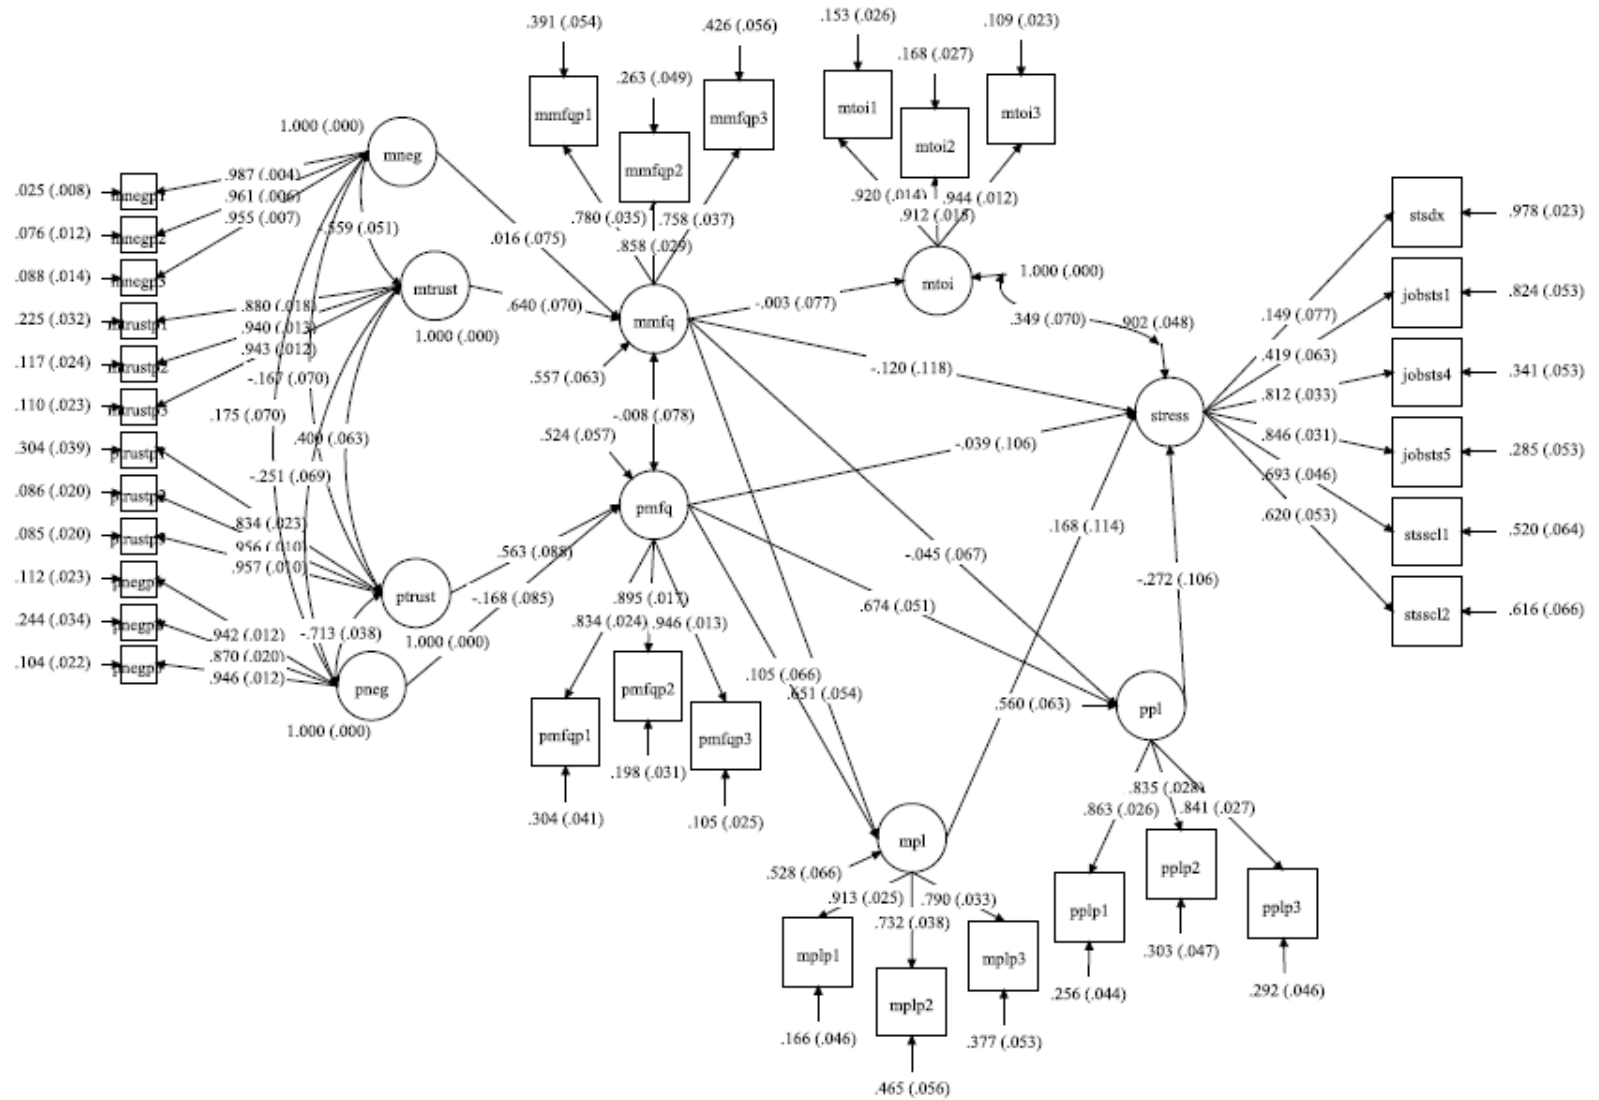 .391 (.054)
.426 (.056)
.153 (.026)
.109 (.023)
.263 (.049)
.168 (.027)
mmfqp1
mmfqp2
mmfqp3
mtoi1
mtoi2
mtoi3
1.000 (.000)
mneg
.987 (.004)
.961 (.006)
.955 (.007)
.025 (.008)
.076 (.012)
.088 (.014)
.225 (.032)
.117 (.024)
.110 (.023)
.304 (.039)
.086 (.020)
.085 (.020)
.112 (.023)
.244 (.034)
.104 (.022)
mnegp1
mnegp2
mnegp3
mtrustp1
mtrustp2
mtrustp3
ptrustp1
-.559 (.051)
mtrust
1.000 (.000)
.880 (.018)
.940 (.013)
.943 (.012)
-.167 (.070)
.175 (.070)
.400 (.063)
-.251 (.069)
.834 (.023)
.956 (.010)
.957 (.010)
ptrust
1.000 (.000)
-.713 (.038)
.942 (.012)
.870 (.020)
.946 (.012)
pneg
1.000 (.000)
.780 (.035)
.758 (.037)
.858 (.029)
.016 (.075)
.640 (.070)
mmfq
.557 (.063)
-.008 (.078)
.524 (.057)
pmfq
.563 (.088)
-.168 (.085)
.895 (.017)
.834 (.024)
.946 (.013)
pmfqp1
pmfqp2
pmfqp3
.198 (.031)
.304 (.041)
.105 (.025)
.920 (.014)
.944 (.012)
.912 (.015)
mtoi
1.000 (.000)
-.003 (.077)
.349 (.070)
.902 (.048)
-.120 (.118)
-.039 (.106)
stress
.168 (.114)
-.045 (.067)
-.272 (.106)
.674 (.051)
.105 (.066)
.651 (.054)
.560 (.063)
ppl
.835 (.028)
.863 (.026)
.841 (.027)
pplp1
pplp2
pplp3
.256 (.044)
.303 (.047)
.292 (.046)
mpl
.528 (.066)
.913 (.025)
.790 (.033)
.732 (.038)
mplp1
mplp2
mplp3
.166 (.046)
.377 (.053)
.465 (.056)
.149 (.077)
.419 (.063)
.812 (.033)
.846 (.031)
.693 (.046)
.620 (.053)
stsdx
.978 (.023)
jobsts1
.824 (.053)
jobsts4
.341 (.053)
jobsts5
.285 (.053)
stsscl1
.520 (.064)
stsscl2
.616 (.066)